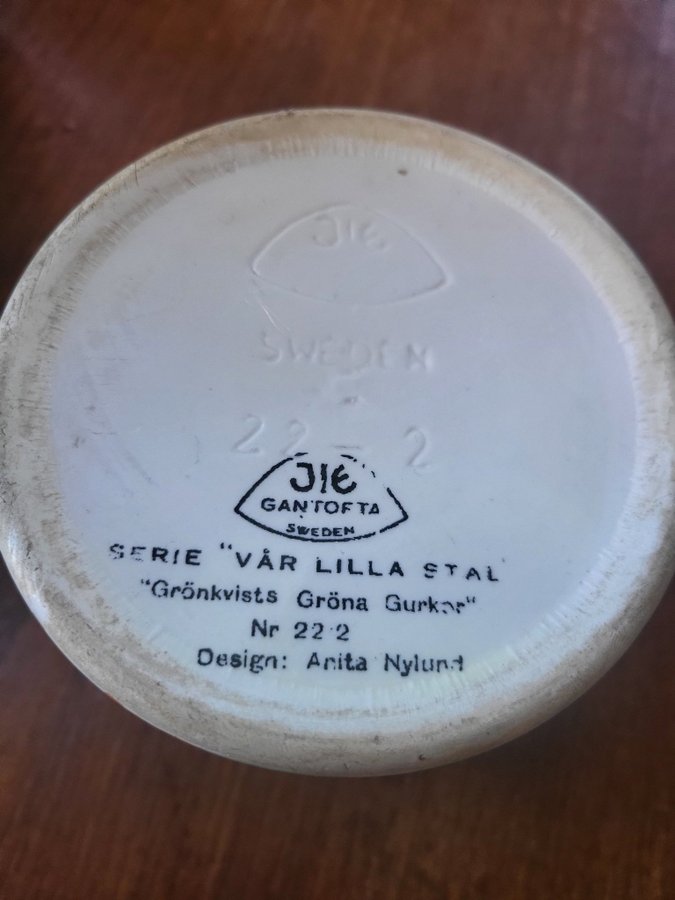 JIE
SWEDEN
22-2
JIE
GANTOFTA
SWEDEN
SERIE "VÅR LILLA STAL
"Grönkvists Gröna Gurkor"
Nr 22 2
Design: Anita Nylund